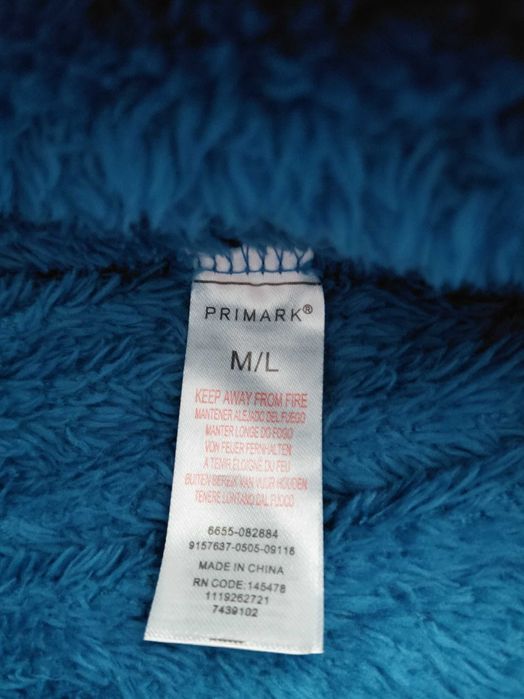 PRIMARK®
M/L
KEEP AWAY FROM FIRE
MANTENER ALEJADO DEL FUEGO
MANTER LONGE DO FOGO
VON FEUER FERNHALTEN
A TENIR ELOIGNE DU FEU
BUITEN BEREIK VAN VUUR HOUDEN
TENERE LONTANO DAL FUOCO
6655-082884
9157637-0505-09118
MADE IN CHINA
RN CODE:145478
1119262721
7439102